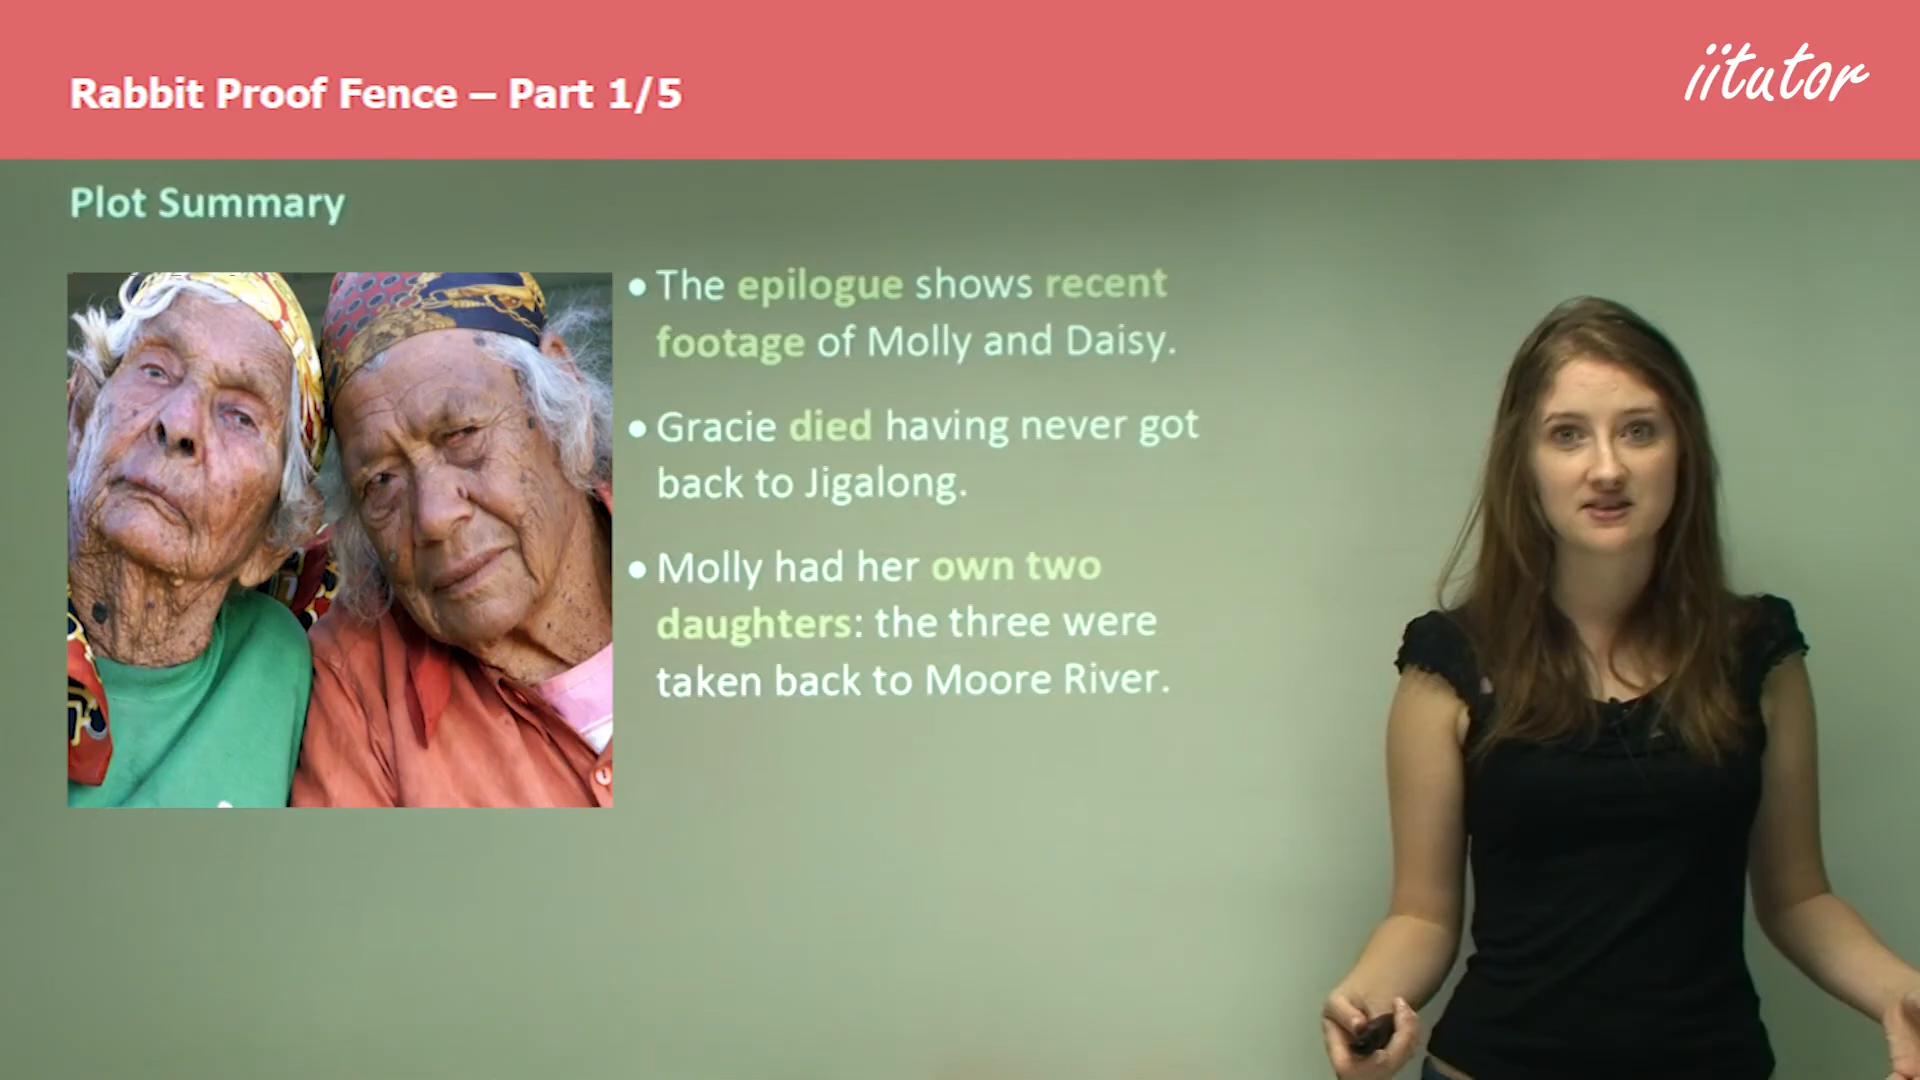 Rabbit Proof Fence – Part 1/5
iitutor
Plot Summary
• The epilogue shows recent
footage of Molly and Daisy.
• Gracie died having never got
back to Jigalong.
• Molly had her own two
daughters: the three were
taken back to Moore River.